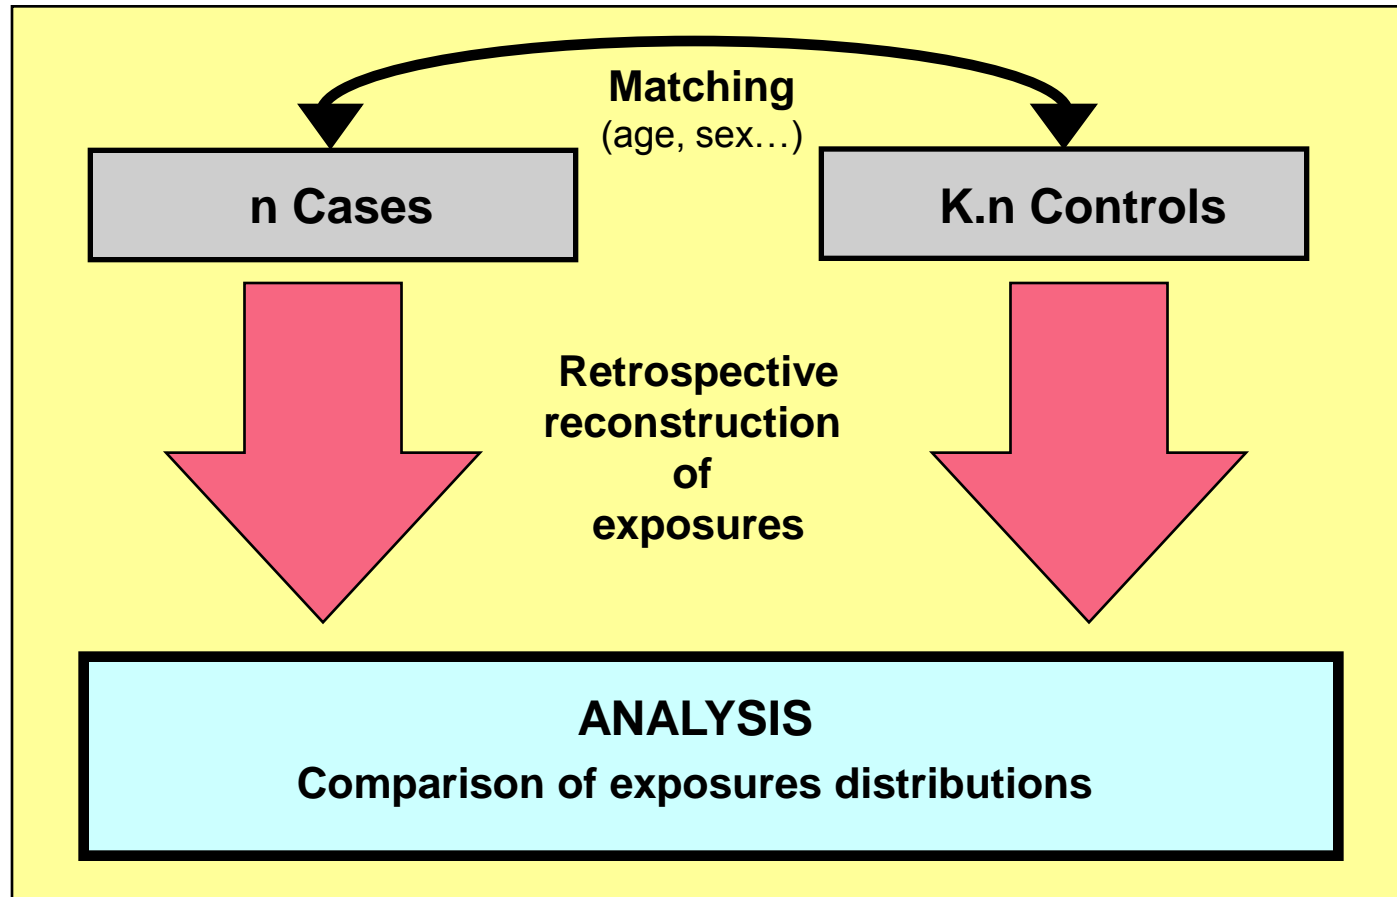 Matching
(age, sex…)
n Cases
K.n Controls
Retrospective
reconstruction
of
exposures
ANALYSIS
Comparison of exposures distributions